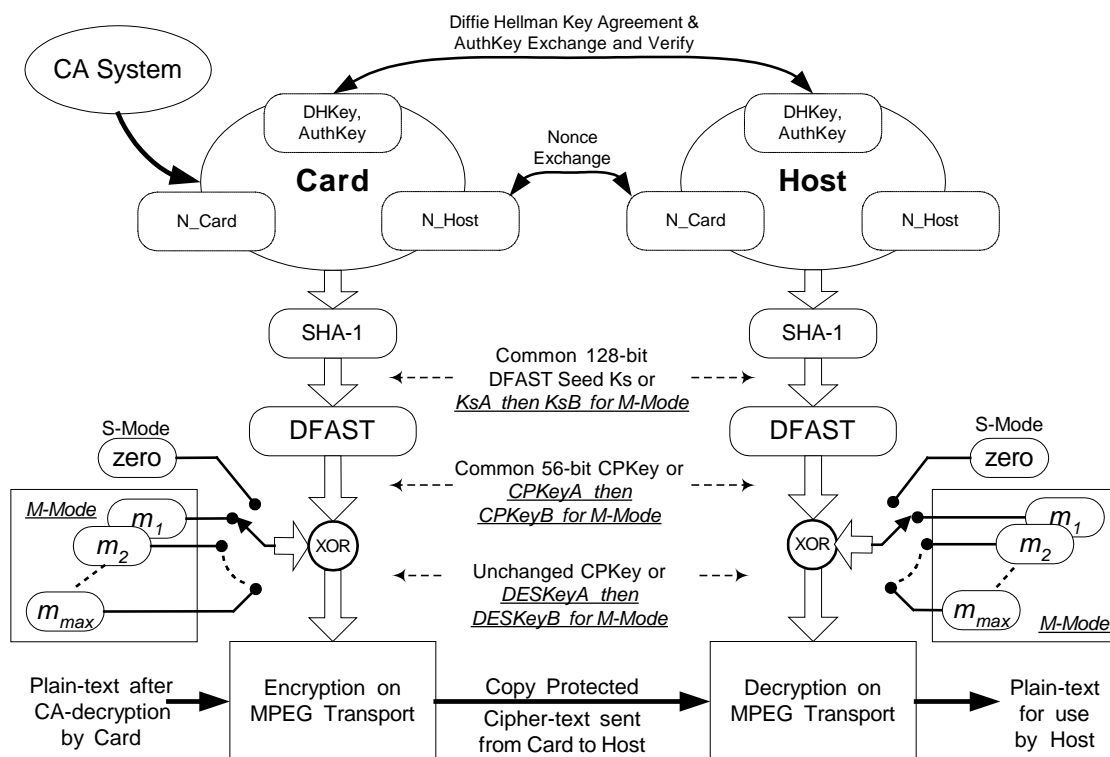 Diffie Hellman Key Agreement &
AuthKey Exchange and Verify
CA System
DHKey,
AuthKey
DHKey,
AuthKey
Nonce
Exchange
Card
Host
N_Card
N_Host
N_Card
N_Host
SHA-1
SHA-1
Common 128-bit
DFAST Seed Ks or
KsA then KsB for M-Mode
DFAST
DFAST
S-Mode
zero
S-Mode
zero
Common 56-bit CPKey or
CPKeyA then
CPKeyB for M-Mode
M-Mode
m1
m2
mmax
XOR
XOR
m1
m2
mmax
M-Mode
Unchanged CPKey or
DESKeyA then
DESKeyB for M-Mode
Plain-text after
CA-decryption
by Card
Encryption on
MPEG Transport
Copy Protected
Cipher-text sent
from Card to Host
Decryption on
MPEG Transport
Plain-text
for use
by Host